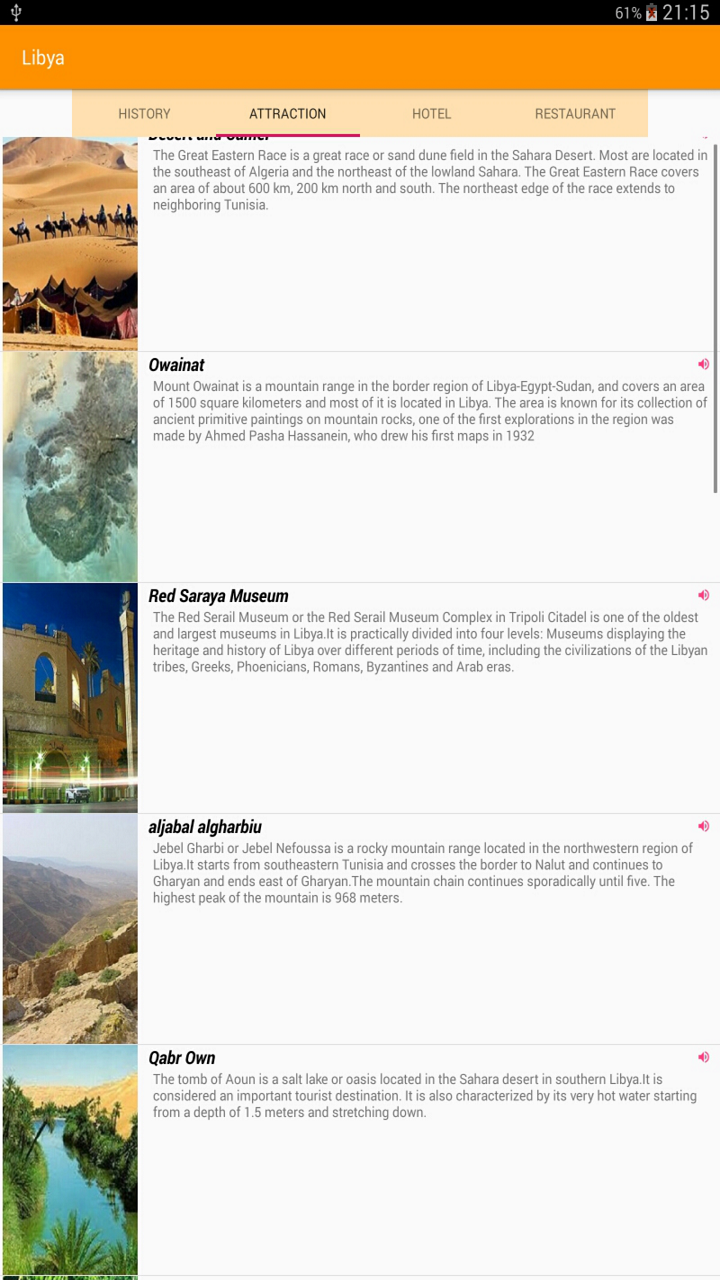 61% 21:15
Libya
HISTORY ATTRACTION HOTEL RESTAURANT
Desert and Camel
The Great Eastern Race is a great race or sand dune field in the Sahara Desert. Most are located in
the southeast of Algeria and the northeast of the lowland Sahara. The Great Eastern Race covers
an area of about 600 km, 200 km north and south. The northeast edge of the race extends to
neighboring Tunisia.
Owainat
Mount Owainat is a mountain range in the border region of Libya-Egypt-Sudan, and covers an area
of 1500 square kilometers and most of it is located in Libya. The area is known for its collection of
ancient primitive paintings on mountain rocks, one of the first explorations in the region was
made by Ahmed Pasha Hassanein, who drew his first maps in 1932
Red Saraya Museum
The Red Serail Museum or the Red Serail Museum Complex in Tripoli Citadel is one of the oldest
and largest museums in Libya.It is practically divided into four levels: Museums displaying the
heritage and history of Libya over different periods of time, including the civilizations of the Libyan
tribes, Greeks, Phoenicians, Romans, Byzantines and Arab eras.
aljabal algharbiu
Jebel Gharbi or Jebel Nefoussa is a rocky mountain range located in the northwestern region of
Libya.It starts from southeastern Tunisia and crosses the border to Nalut and continues to
Gharyan and ends east of Gharyan.The mountain chain continues sporadically until five. The
highest peak of the mountain is 968 meters.
Qabr Own
The tomb of Aoun is a salt lake or oasis located in the Sahara desert in southern Libya.It is
considered an important tourist destination. It is also characterized by its very hot water starting
from a depth of 1.5 meters and stretching down.